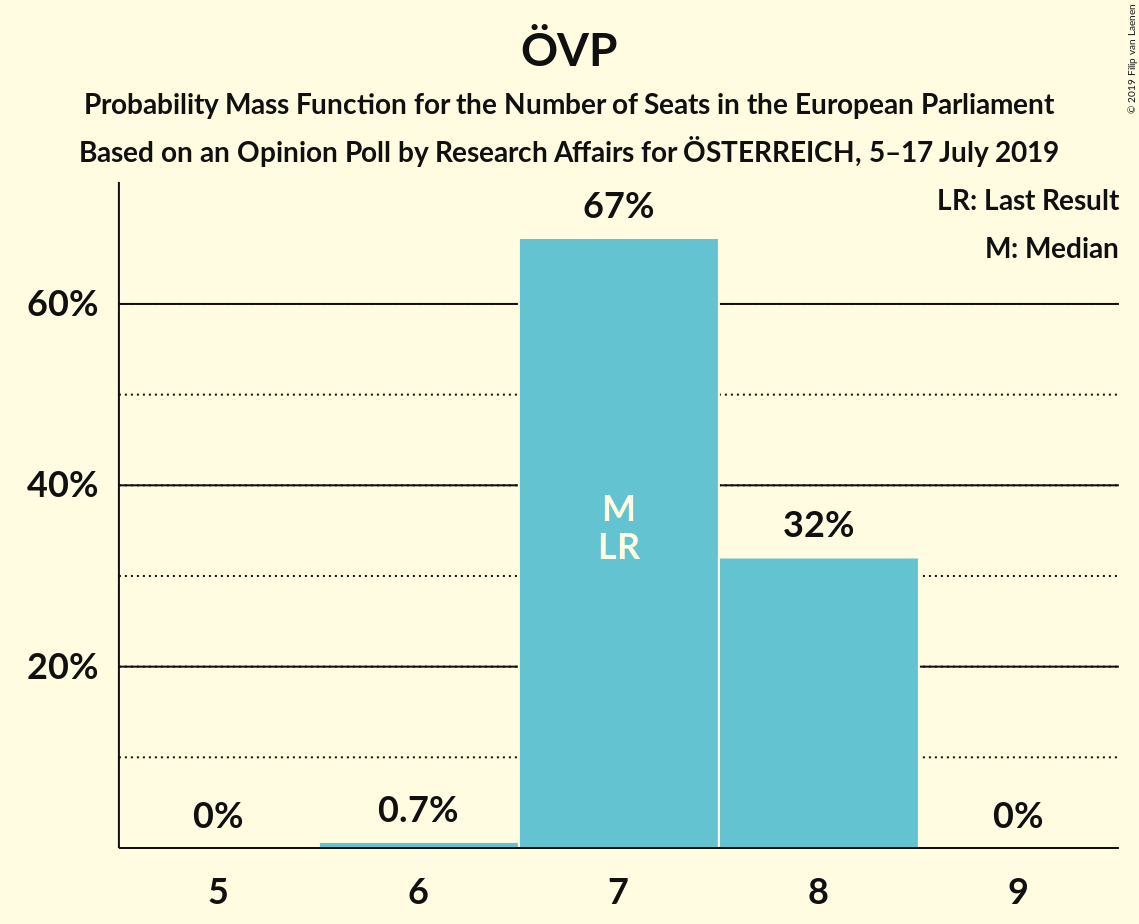 ÖVP
Probability Mass Function for the Number of Seats in the European Parliament
Based on an Opinion Poll by Research Affairs for ÖSTERREICH, 5–17 July 2019
© 2019 Filip van Laenen
LR: Last Result
M: Median
67%
60%
40%
M
LR
32%
20%
0%
0.7%
0%
5
6
7
8
9